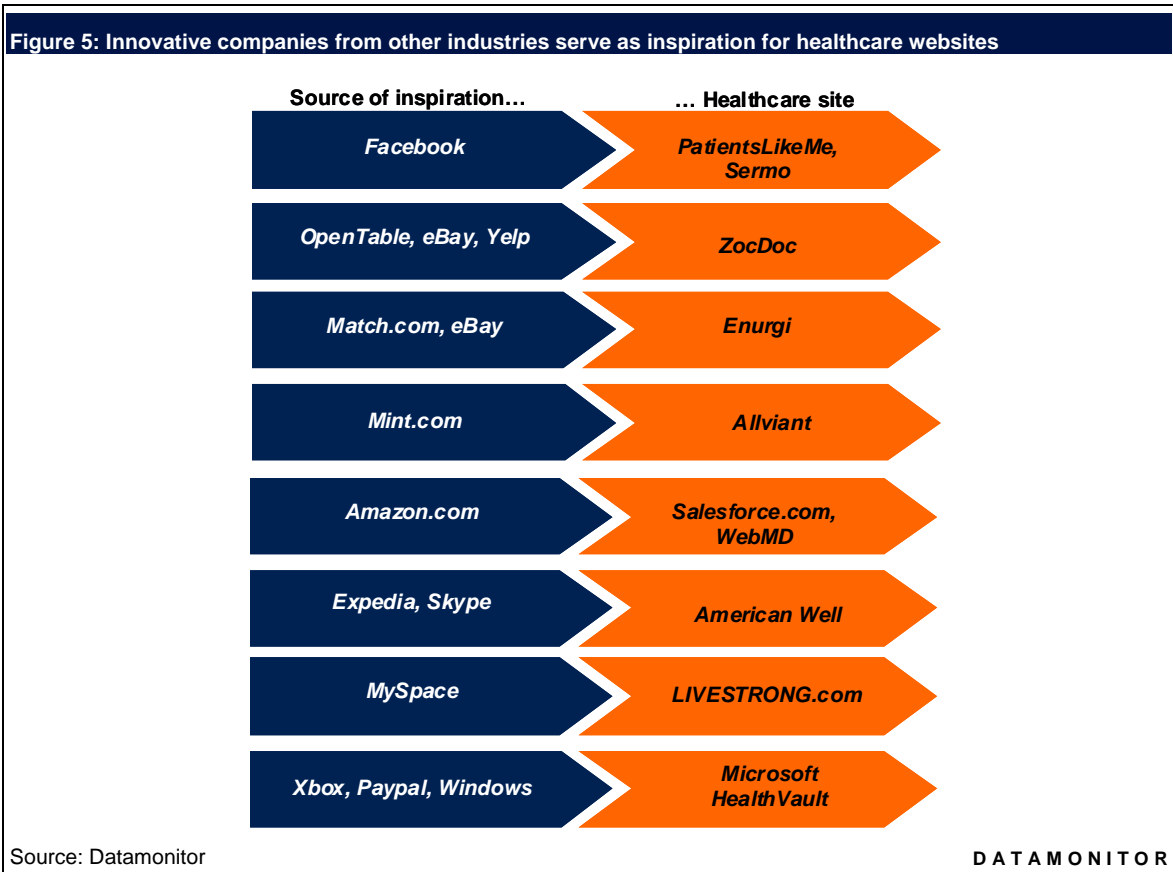 Figure 5: Innovative companies from other industries serve as inspiration for healthcare websites
Source of inspiration…
… Healthcare site
Facebook
PatientsLikeMe,
Sermo
OpenTable, eBay, Yelp
ZocDoc
Match.com, eBay
Enurgi
Mint.com
Allviant
Amazon.com
Salesforce.com,
WebMD
Expedia, Skype
American Well
MySpace
LIVESTRONG.com
Xbox, Paypal, Windows
Microsoft
HealthVault
Source: Datamonitor
DATAMONITOR